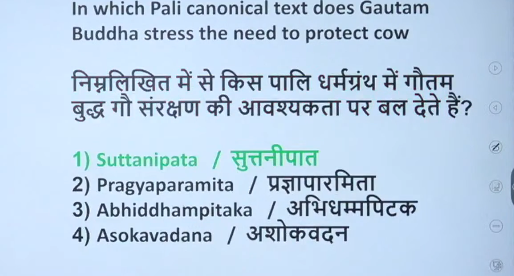 In which Pali canonical text does Gautam
Buddha stress the need to protect cow
निम्नलिखित में से किस पालि धर्मग्रंथ में गौतम
बुद्ध गौ संरक्षण की आवश्यकता पर बल देते हैं?
1) Suttanipata / सुत्तनीपात
2) Pragyaparamita / प्रज्ञापारमिता
3) Abhiddhampitaka / अभिधम्मपिटक
4) Asokavadana / अशोकवदन